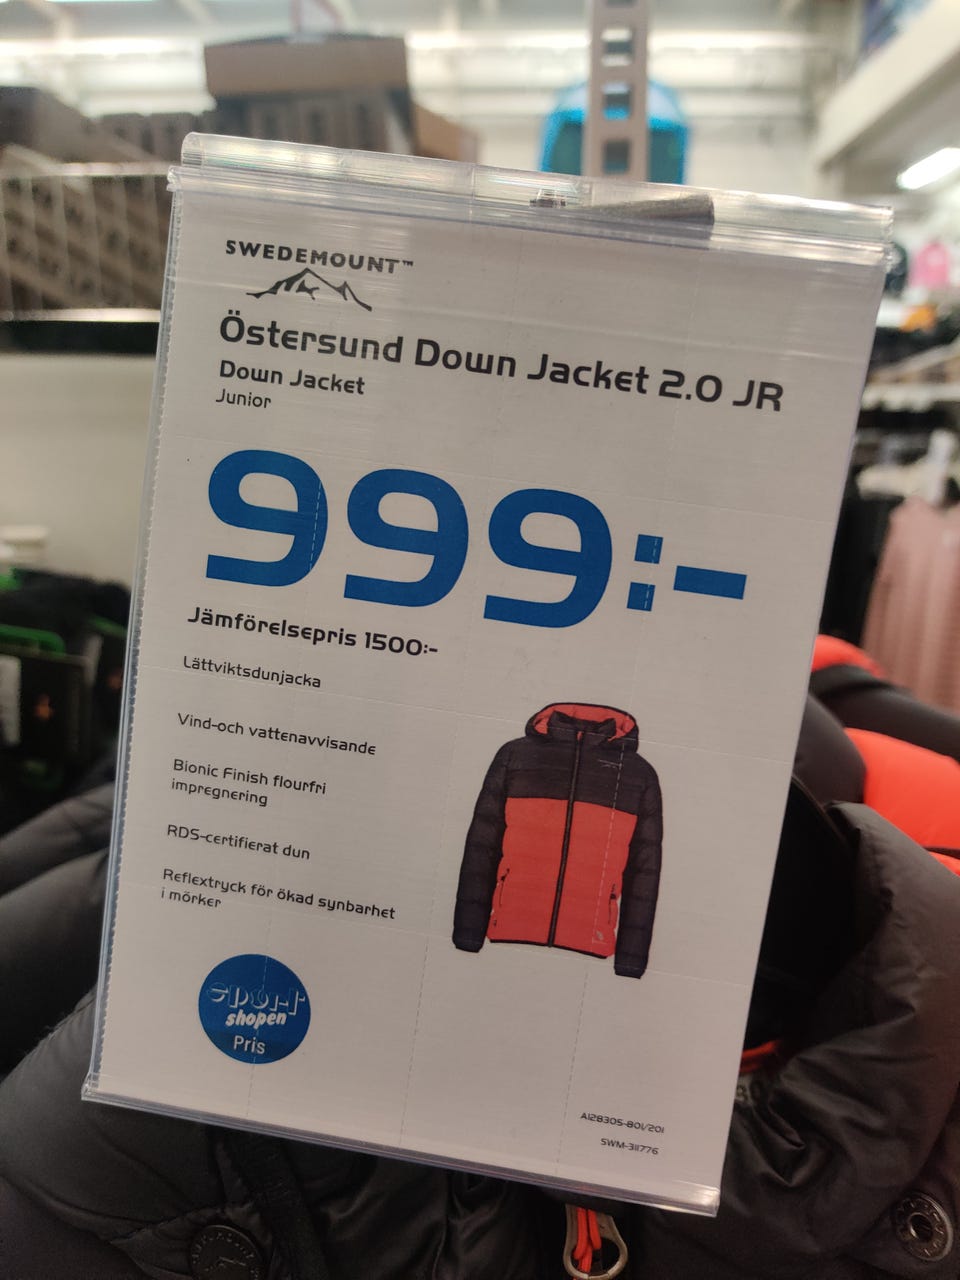 SWEDEMOUNT™
Östersund Down Jacket 2.0 JR
Down Jacket
Junior
999:-
Jämförelsepris 1500:-
Lättviktsdunjacka
Vind-och vattenavvisande
Bionic Finish flourfri
impregnering
RDS-certifierat dun
Reflextryck för ökad synbarhet
i mörker
sport
shopen
Pris
A128305-801/201
SWM-311776